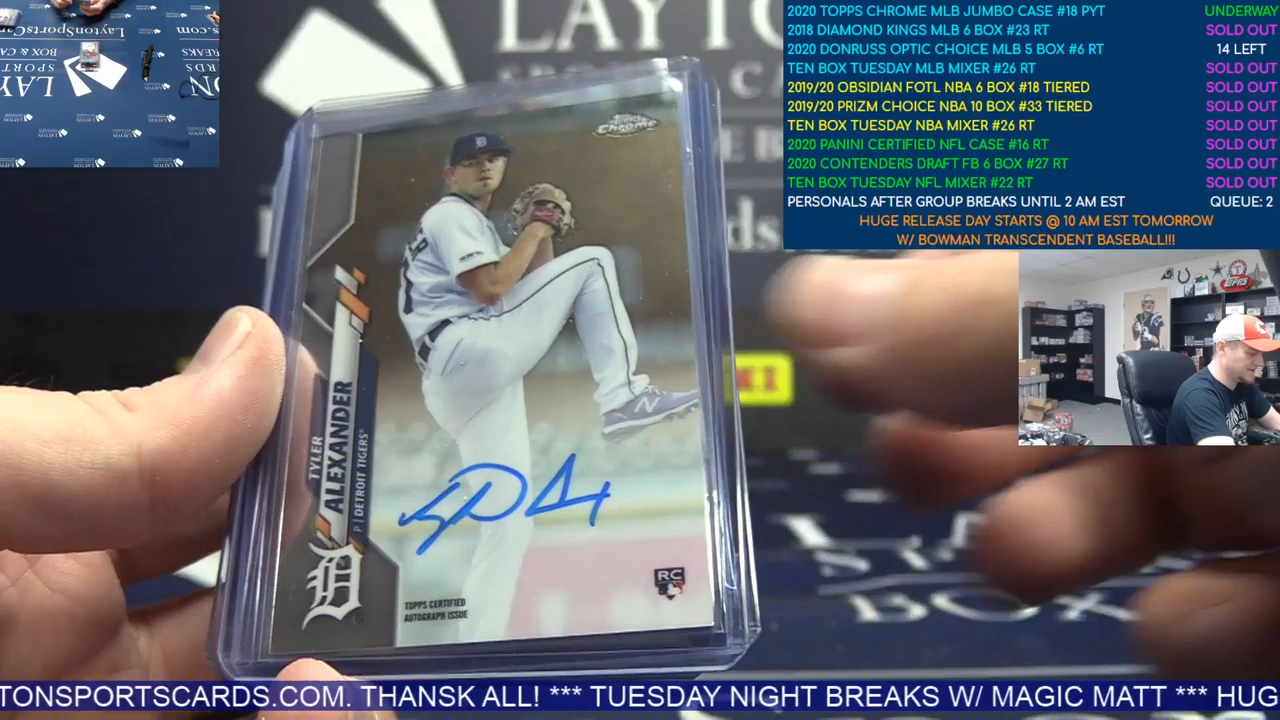 2020 TOPPS CHROME MLB JUMBO CASE #18 PYT UNDERWAY
2018 DIAMOND KINGS MLB 6 BOX #23 RT SOLD OUT
2020 DONRUSS OPTIC CHOICE MLB 5 BOX #6 RT 14 LEFT
TEN BOX TUESDAY MLB MIXER #26 RT SOLD OUT
2019/20 OBSIDIAN FOTL NBA 6 BOX #18 TIERED SOLD OUT
2019/20 PRIZM CHOICE NBA 10 BOX #33 TIERED SOLD OUT
TEN BOX TUESDAY NBA MIXER #26 RT SOLD OUT
2020 PANINI CERTIFIED NFL CASE #16 RT SOLD OUT
2020 CONTENDERS DRAFT FB 6 BOX #27 RT SOLD OUT
TEN BOX TUESDAY NFL MIXER #22 RT SOLD OUT
PERSONALS AFTER GROUP BREAKS UNTIL 2 AM EST QUEUE: 2
HUGE RELEASE DAY STARTS @ 10 AM EST TOMORROW
W/ BOWMAN TRANSCENDENT BASEBALL!!!
LAYTON
Topps
Chrome
D
TYLER
ALEXANDER
P | DETROIT TIGERS®
D
TOPPS CERTIFIED
AUTOGRAPH ISSUE
RC
N
BOX
TOPPS
TONSPORTSCARDS.COM. THANSK ALL! *** TUESDAY NIGHT BREAKS W/ MAGIC MATT *** HUG